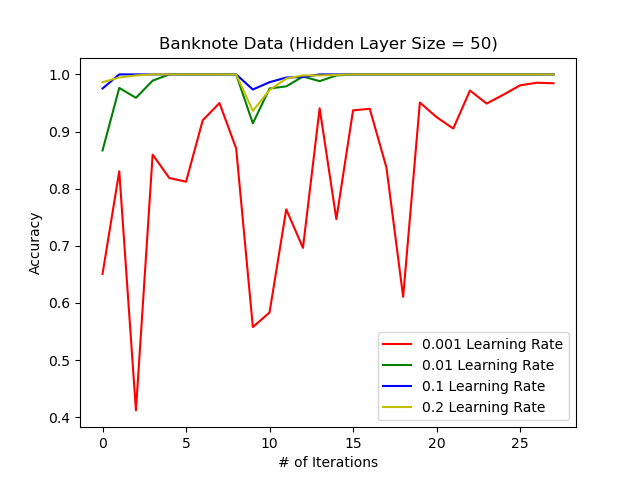 Banknote Data (Hidden Layer Size = 50)
1.0
0.9
0.8
0.7
0.6
0.5
0.4
Accuracy
0.001 Learning Rate
0.01 Learning Rate
0.1 Learning Rate
0.2 Learning Rate
0 5 10 15 20 25
# of Iterations